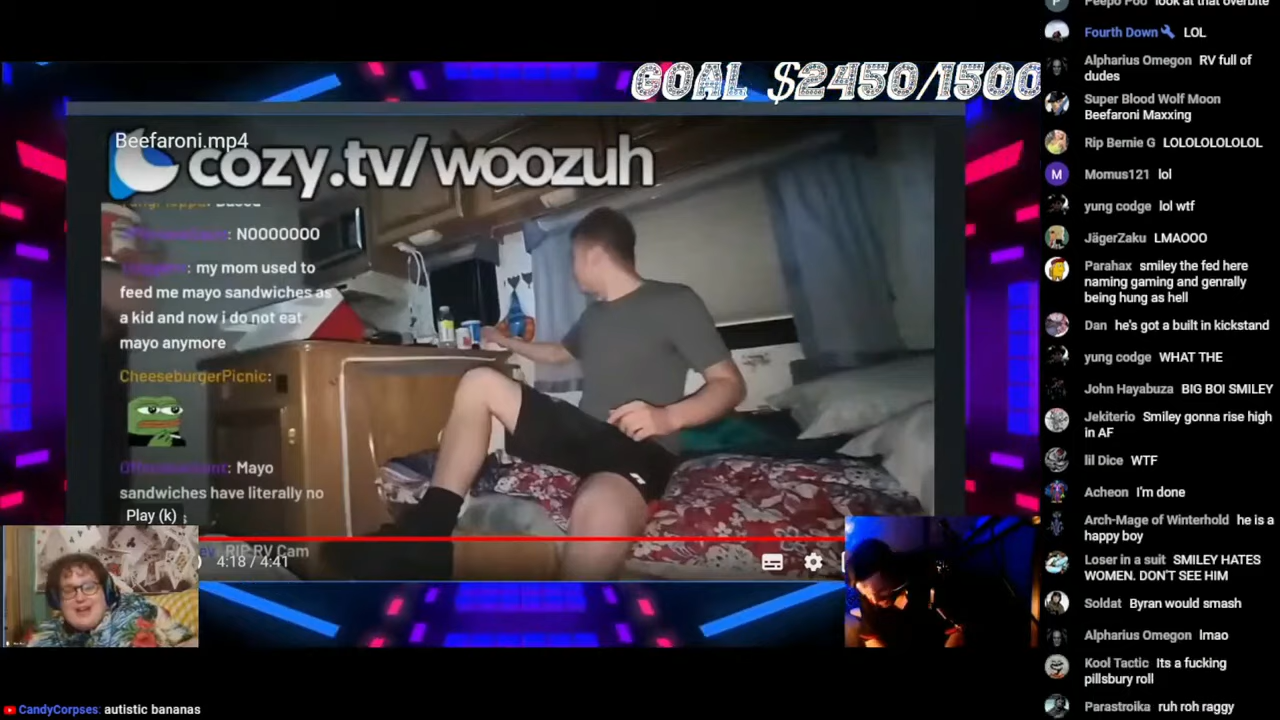 GOAL $2450/1500
Beefaroni.mp4
cozy.tv/woozuh
: NOOOOOOO
: my mom used to
feed me mayo sandwiches as
a kid and now i do not eat
mayo anymore
CheeseburgerPicnic:
: Mayo
sandwiches have literally no
Play (k)
RIP RV Cam
4:18 / 4:41
CandyCorpses: autistic bananas
Peepo Poo look at that overbite
Fourth Down LOL
Alpharius Omegon RV full of
dudes
Super Blood Wolf Moon
Beefaroni Maxxing
Rip Bernie G LOLOLOLOLOLOL
M
Momus121 lol
yung codge lol wtf
JägerZaku LMAOOO
Parahax smiley the fed here
naming gaming and genrally
being hung as hell
Dan he's got a built in kickstand
yung codge WHAT THE
John Hayabuza BIG BOI SMILEY
Jekiterio Smiley gonna rise high
in AF
lil Dice WTF
Acheon I'm done
Arch-Mage of Winterhold he is a
happy boy
Loser in a suit SMILEY HATES
WOMEN. DON'T SEE HIM
Soldat Byran would smash
Alpharius Omegon lmao
Kool Tactic Its a fucking
pillsbury roll
Parastroika ruh roh raggy